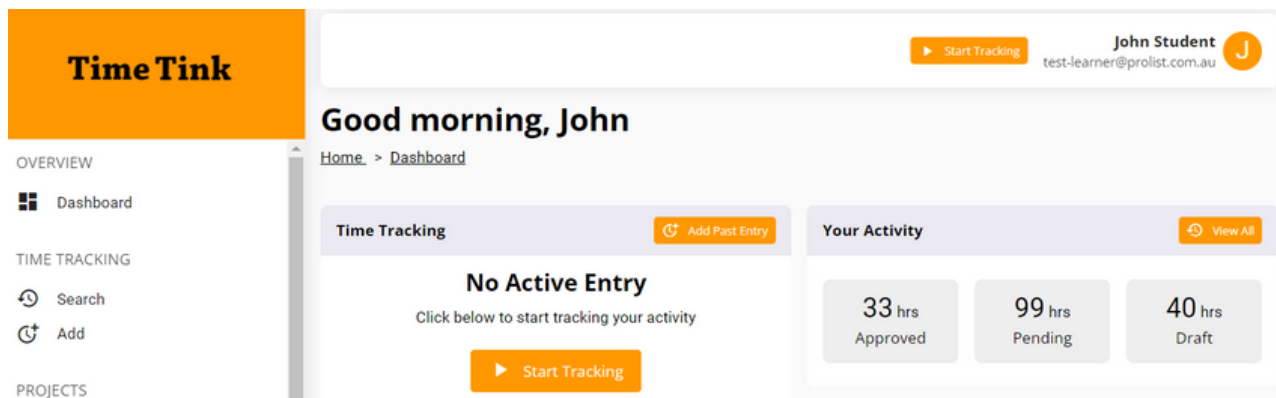 Time Tink
Start Tracking
John Student
test-learner@prolist.com.au
J
Good morning, John
Home > Dashboard
OVERVIEW
Dashboard
TIME TRACKING
Search
Add
PROJECTS
Time Tracking
Add Past Entry
No Active Entry
Click below to start tracking your activity
Start Tracking
Your Activity
View All
33 hrs
Approved
99 hrs
Pending
40 hrs
Draft